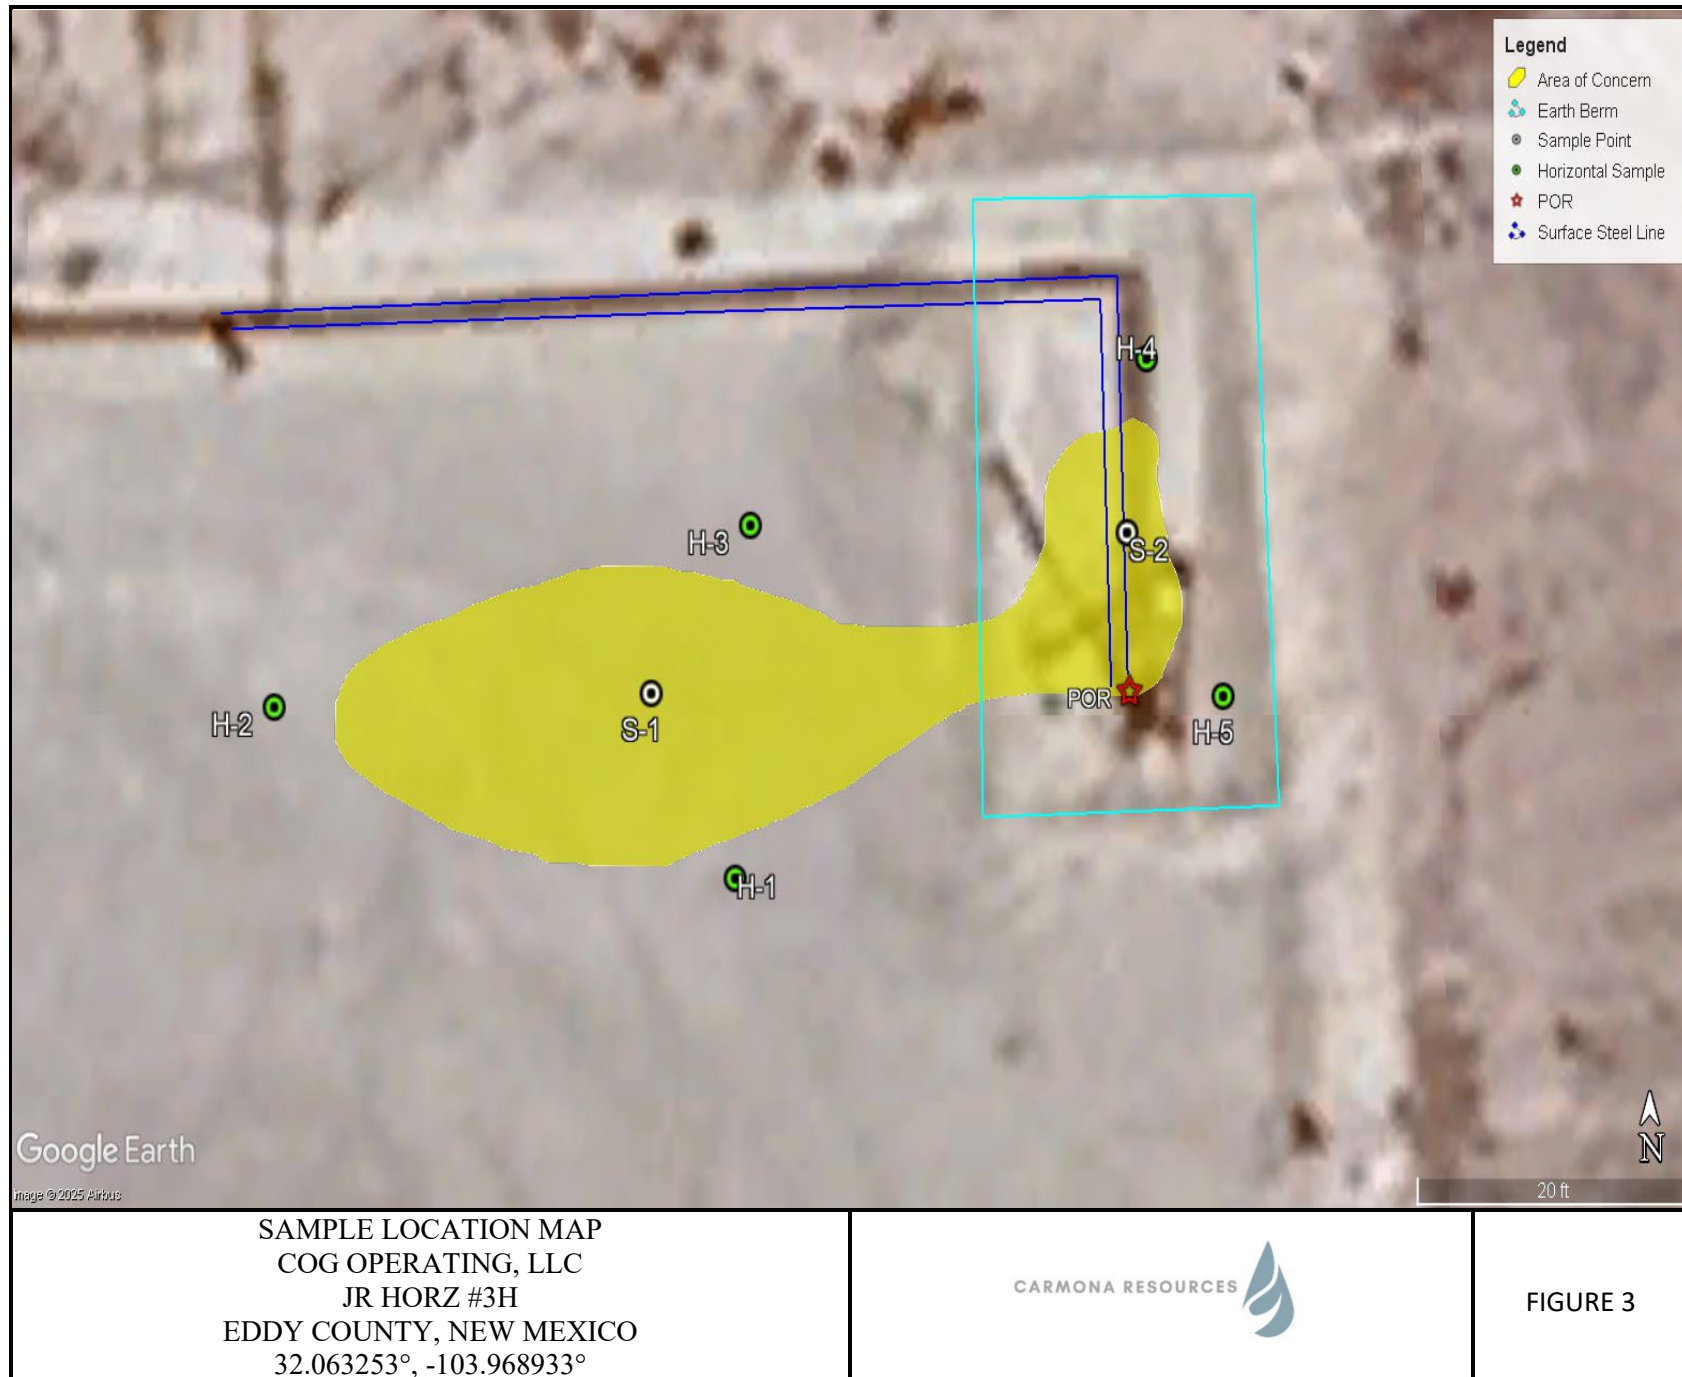 Legend
Area of Concern
Earth Berm
Sample Point
Horizontal Sample
POR
Surface Steel Line
H-4
H-3
S-2
H-2
S-1
POR
H-5
H-1
Google Earth
Image © 2025 Airbus
N
20 ft
SAMPLE LOCATION MAP
COG OPERATING, LLC
JR HORZ #3H
EDDY COUNTY, NEW MEXICO
32.063253°, -103.968933°
CARMONA RESOURCES
FIGURE 3